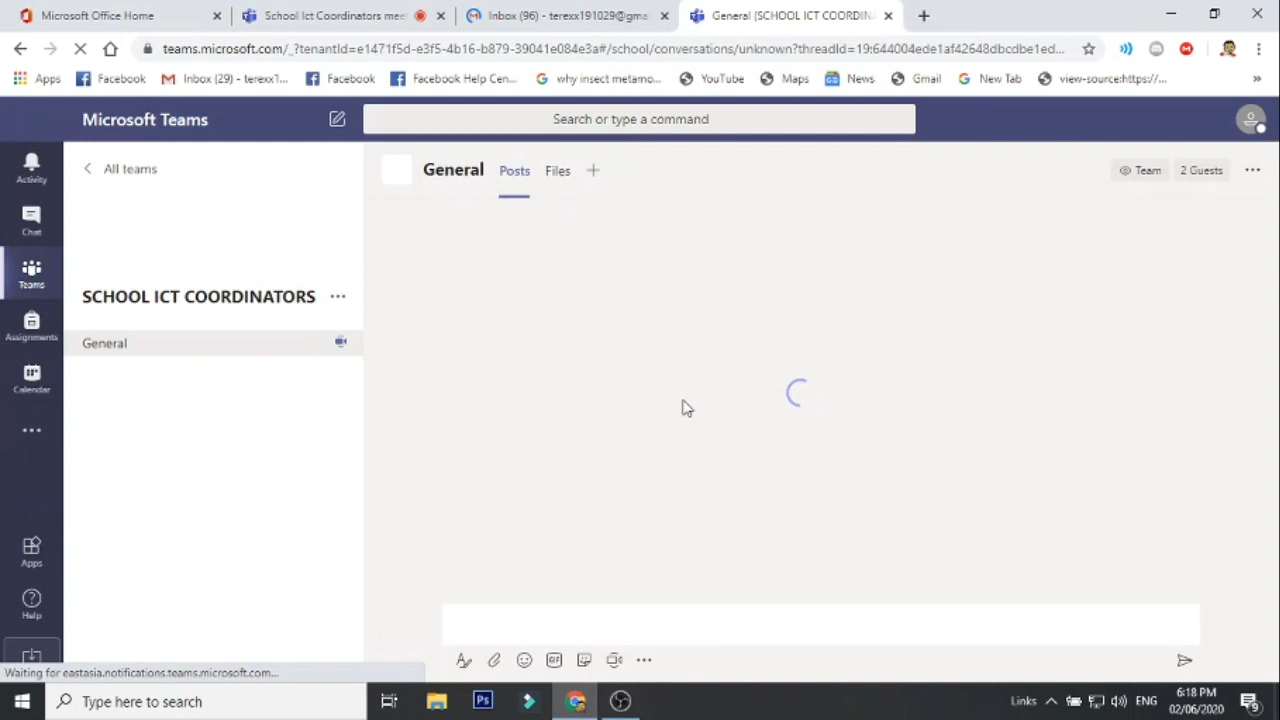 Microsoft Office Home
School Ict Coordinators mee
Inbox (96) - terexx191029@gma
General (SCHOOL ICT COORDIN
teams.microsoft.com/_?tenantId=e1471f5d-e3f5-4b16-b879-39041e084e3a#/school/conversations/unknown?threadId=19:644004ede1af42648dbcdbe1ed...
Apps
Facebook
Inbox (29) - terexx1...
Facebook
Facebook Help Cen...
why insect metamo...
YouTube
Maps
News
Gmail
New Tab
view-source:https://...
»
Microsoft Teams
Search or type a command
Activity
Chat
Teams
Assignments
Calendar
Apps
Help
All teams
SCHOOL ICT COORDINATORS
General
General
Posts
Files
Team
2 Guests
GIF
Waiting for eastasia.notifications.teams.microsoft.com...
Type here to search
Ps
Links
ENG
6:18 PM
02/06/2020
9